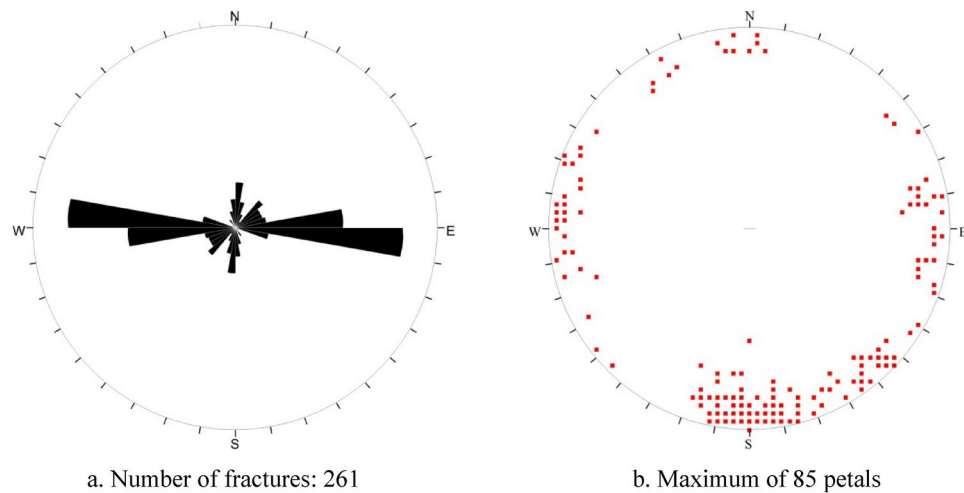 N
W
E
S
N
W
E
S
a. Number of fractures: 261
b. Maximum of 85 petals